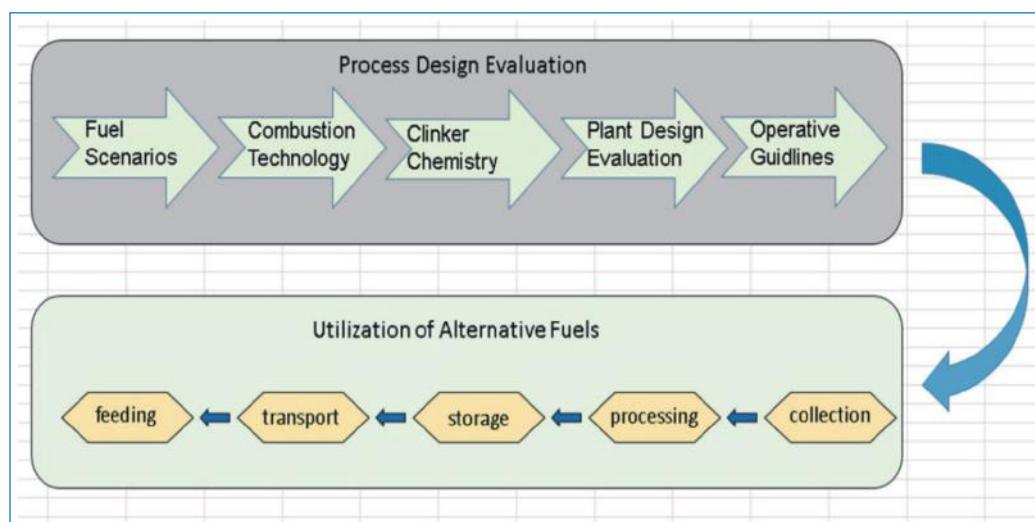 Process Design Evaluation
Fuel
Scenarios
Combustion
Technology
Clinker
Chemistry
Plant Design
Evaluation
Operative
Guidlines
Utilization of Alternative Fuels
feeding
transport
storage
processing
collection